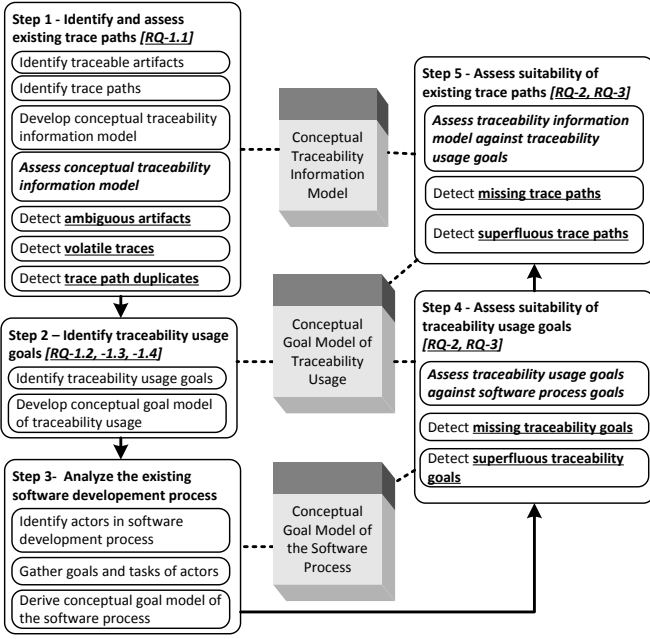 Step 1 - Identify and assess
existing trace paths [RQ-1.1]
Identify traceable artifacts
Identify trace paths
Develop conceptual traceability
information model
Assess conceptual traceability
information model
Detect ambiguous artifacts
Detect volatile traces
Detect trace path duplicates
Step 2 – Identify traceability usage
goals [RQ-1.2, -1.3, -1.4]
Identify traceability usage goals
Develop conceptual goal model
of traceability usage
Step 3- Analyze the existing
software developement process
Identify actors in software
development process
Gather goals and tasks of actors
Derive conceptual goal model of
the software process
Conceptual
Traceability
Information
Model
Conceptual
Goal Model of
Traceability
Usage
Conceptual
Goal Model of
the Software
Process
Step 5 - Assess suitability of
existing trace paths [RQ-2, RQ-3]
Assess traceability information
model against traceability
usage goals
Detect missing trace paths
Detect superfluous trace paths
Step 4 - Assess suitability of
traceability usage goals
[RQ-2, RQ-3]
Assess traceability usage goals
against software process goals
Detect missing traceability goals
Detect superfluous traceability
goals